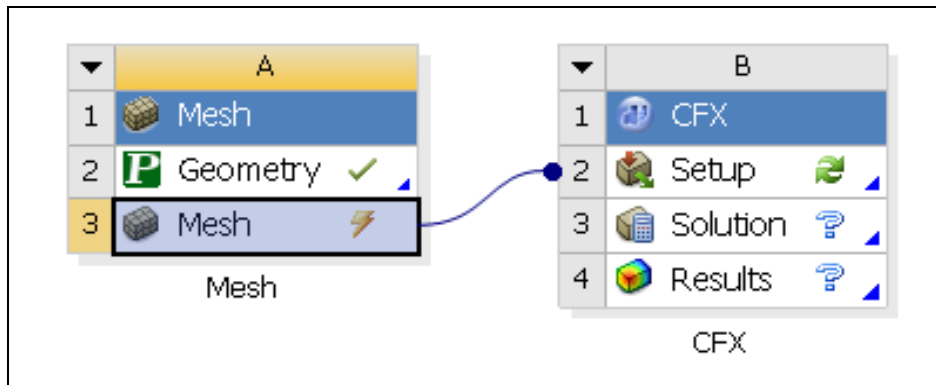 A
1 Mesh
2 P Geometry
3 Mesh
Mesh
B
1 CFX
2 Setup
3 Solution ?
4 Results ?
CFX